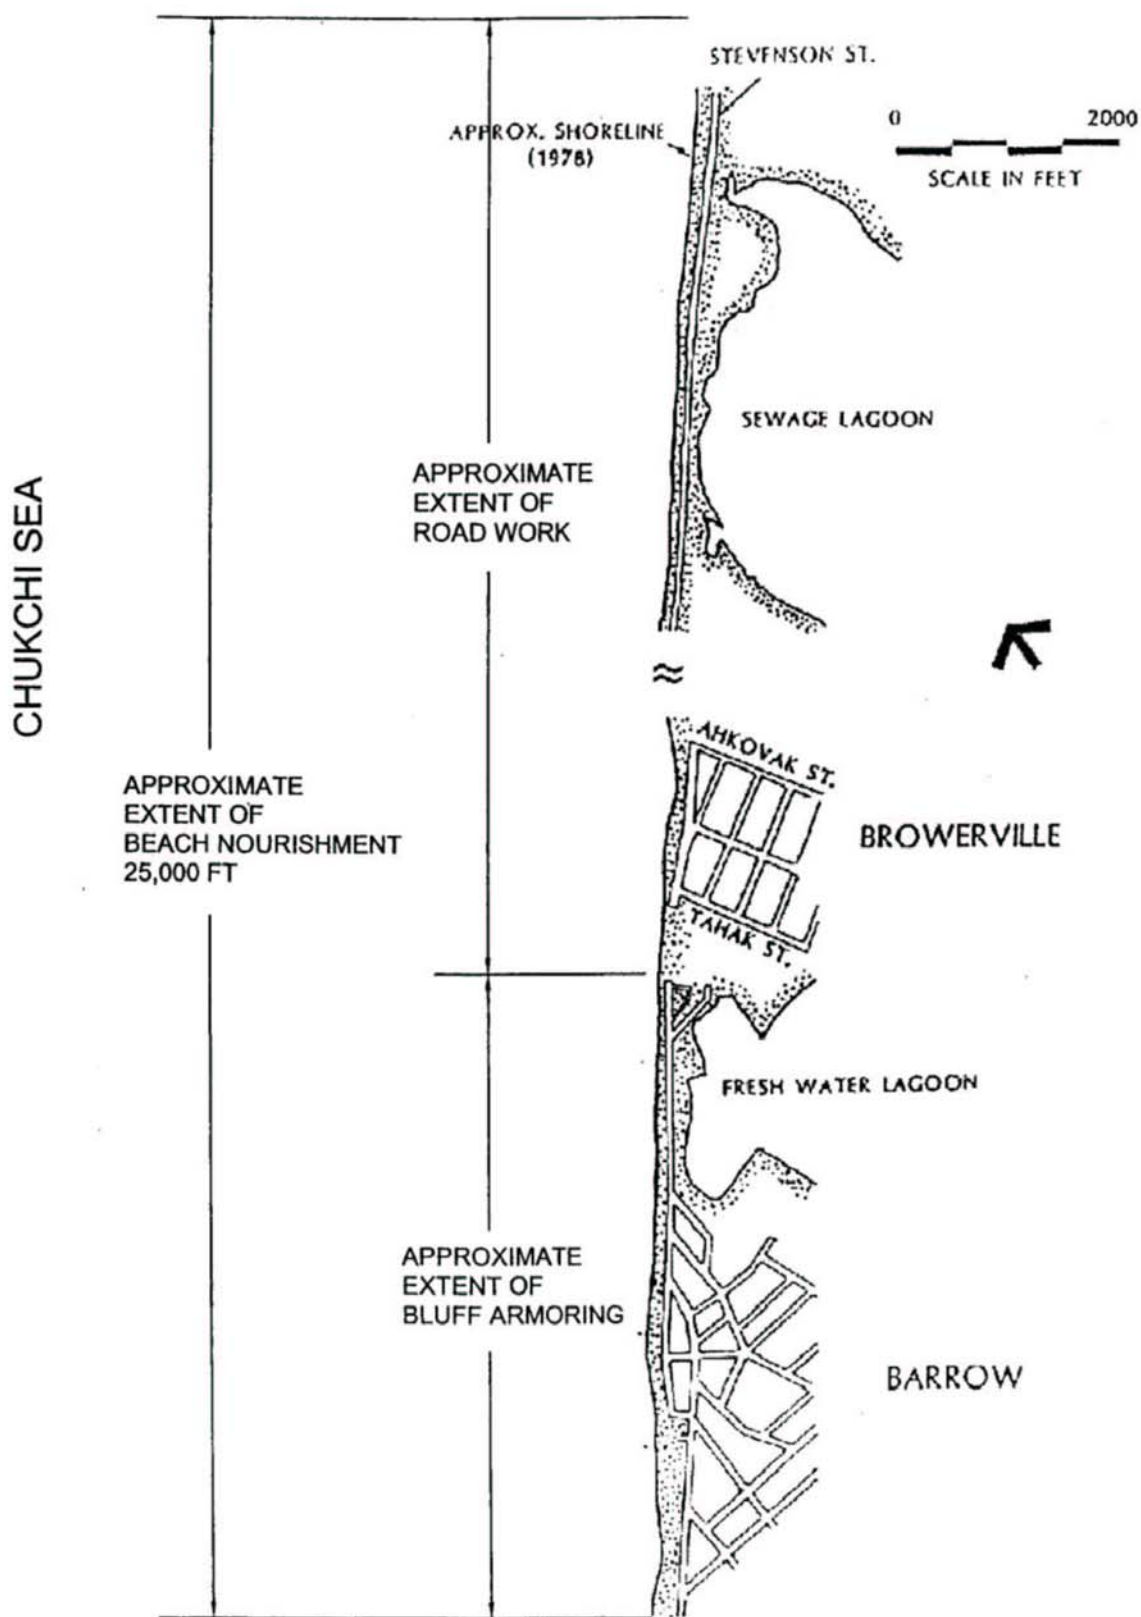 STEVENSON ST.
APPROX. SHORELINE
(1978)
0 2000
SCALE IN FEET
SEWAGE LAGOON
APPROXIMATE
EXTENT OF
ROAD WORK
CHUKCHI SEA
AHKOVAK ST.
APPROXIMATE
EXTENT OF
BEACH NOURISHMENT
25,000 FT
BROWERVILLE
TAHAK ST.
FRESH WATER LAGOON
APPROXIMATE
EXTENT OF
BLUFF ARMORING
BARROW